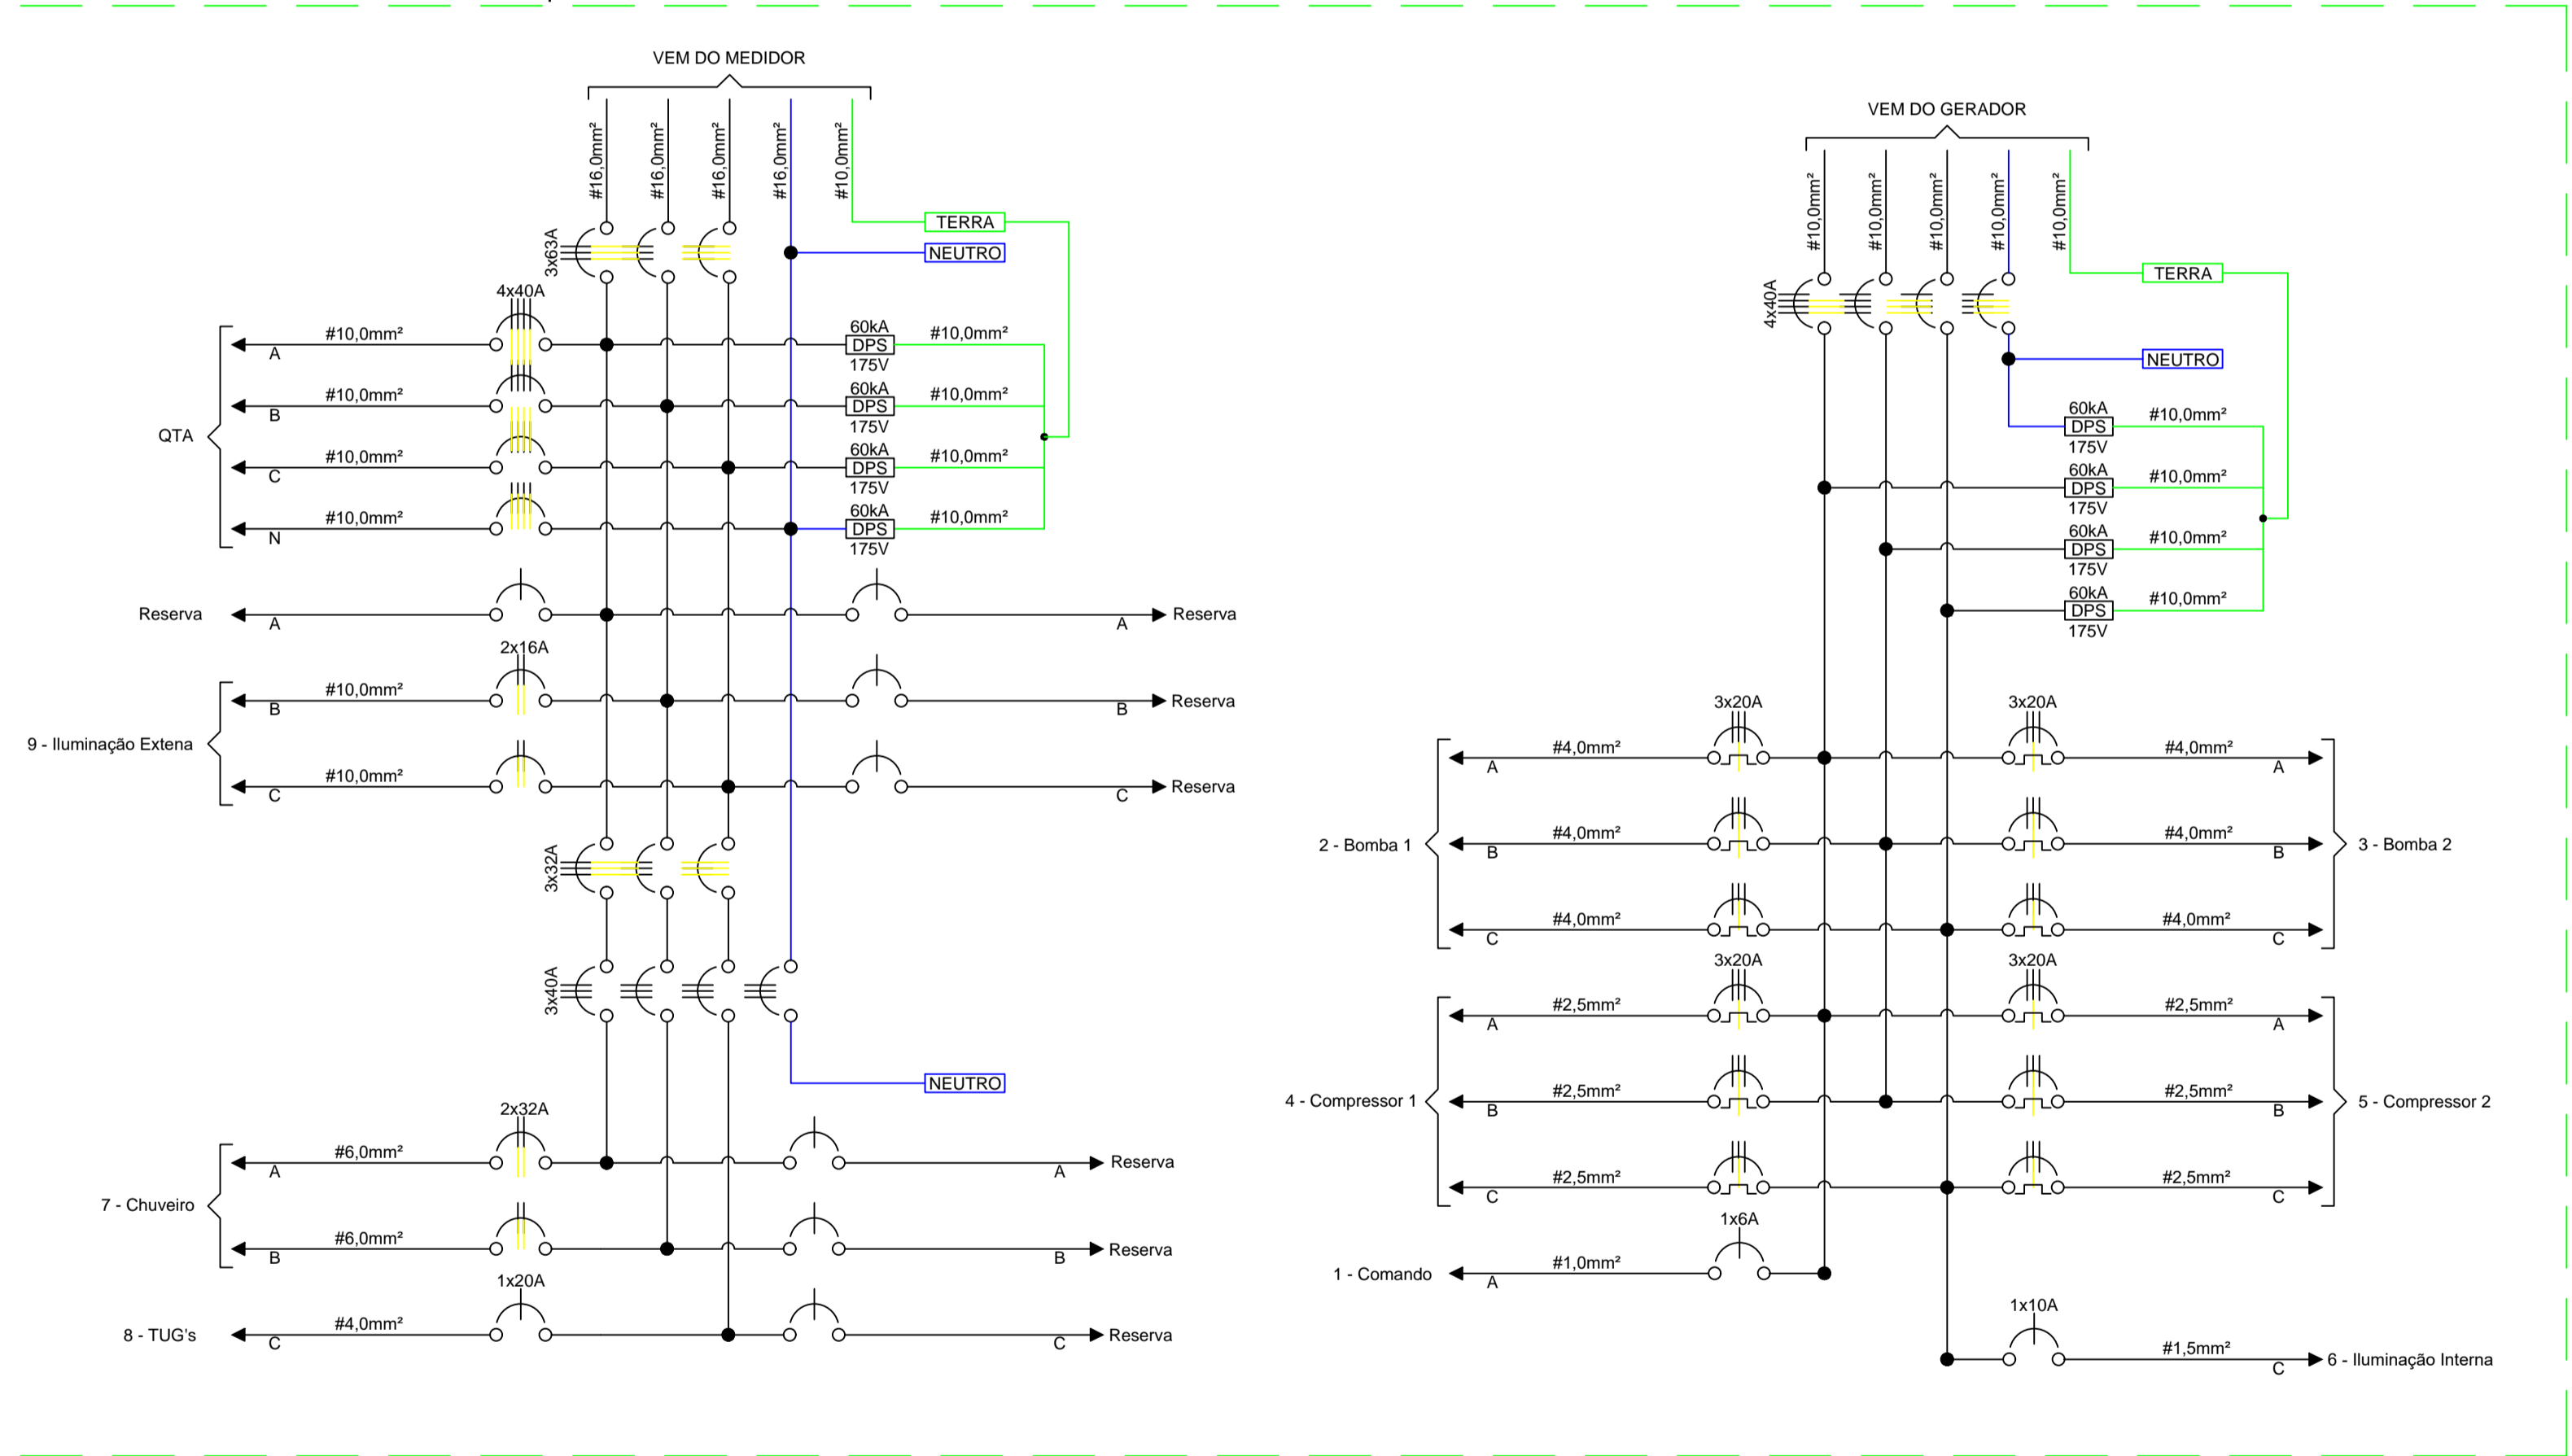 VEM DO MEDIDOR
#16,0mm²
#16,0mm²
#16,0mm²
#16,0mm²
#10,0mm²
TERRA
NEUTRO
3x63A
4x40A
QTA
#10,0mm²
A
60kA
DPS
175V
#10,0mm²
#10,0mm²
B
60kA
DPS
175V
#10,0mm²
#10,0mm²
C
60kA
DPS
175V
#10,0mm²
#10,0mm²
N
60kA
DPS
175V
#10,0mm²
Reserva
A
A
Reserva
2x16A
9 - Iluminação Extena
#10,0mm²
B
B
Reserva
#10,0mm²
C
C
Reserva
3x32A
3x40A
NEUTRO
2x32A
7 - Chuveiro
#6,0mm²
A
A
Reserva
#6,0mm²
B
B
Reserva
1x20A
8 - TUG's
#4,0mm²
C
C
Reserva
VEM DO GERADOR
#10,0mm²
#10,0mm²
#10,0mm²
#10,0mm²
#10,0mm²
TERRA
4x40A
NEUTRO
60kA
DPS
175V
#10,0mm²
60kA
DPS
175V
#10,0mm²
60kA
DPS
175V
#10,0mm²
60kA
DPS
175V
#10,0mm²
3x20A
3x20A
2 - Bomba 1
#4,0mm²
A
#4,0mm²
A
#4,0mm²
B
#4,0mm²
B
#4,0mm²
C
#4,0mm²
C
3 - Bomba 2
3x20A
3x20A
4 - Compressor 1
#2,5mm²
A
#2,5mm²
A
#2,5mm²
B
#2,5mm²
B
#2,5mm²
C
#2,5mm²
C
5 - Compressor 2
1x6A
1 - Comando
#1,0mm²
A
1x10A
#1,5mm²
C
6 - Iluminação Interna